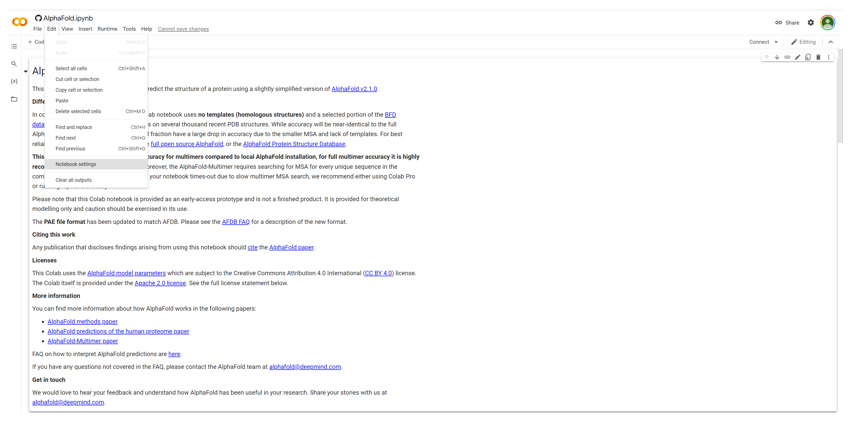 AlphaFold.ipynb
File Edit View Insert Runtime Tools Help Cannot save changes
Share
+ Cod
Connect
Editing
Select all cells Ctrl+Shift+A
Cut cell or selection
Copy cell or selection
Paste
Delete selected cells Ctrl+M D
Find and replace Ctrl+H
Find next Ctrl+G
Find previous Ctrl+Shift+G
Notebook settings
Clear all outputs
Alp
This redict the structure of a protein using a slightly simplified version of AlphaFold v2.1.0.
Diffe
In co ab notebook uses no templates (homologous structures) and a selected portion of the BFD
data s on several thousand recent PDB structures. While accuracy will be near-identical to the full
Alph l fraction have a large drop in accuracy due to the smaller MSA and lack of templates. For best
relial full open source AlphaFold, or the AlphaFold Protein Structure Database.
This uracy for multimers compared to local AlphaFold installation, for full multimer accuracy it is highly
reco oreover, the AlphaFold-Multimer requires searching for MSA for every unique sequence in the
com your notebook times-out due to slow multimer MSA search, we recommend either using Colab Pro
or ru
Please note that this Colab notebook is provided as an early-access prototype and is not a finished product. It is provided for theoretical
modelling only and caution should be exercised in its use.
The PAE file format has been updated to match AFDB. Please see the AFDB FAQ for a description of the new format.
Citing this work
Any publication that discloses findings arising from using this notebook should cite the AlphaFold paper.
Licenses
This Colab uses the AlphaFold model parameters which are subject to the Creative Commons Attribution 4.0 International (CC BY 4.0) license.
The Colab itself is provided under the Apache 2.0 license. See the full license statement below.
More information
You can find more information about how AlphaFold works in the following papers:
• AlphaFold methods paper
• AlphaFold predictions of the human proteome paper
• AlphaFold-Multimer paper
FAQ on how to interpret AlphaFold predictions are here.
If you have any questions not covered in the FAQ, please contact the AlphaFold team at alphafold@deepmind.com.
Get in touch
We would love to hear your feedback and understand how AlphaFold has been useful in your research. Share your stories with us at
alphafold@deepmind.com.